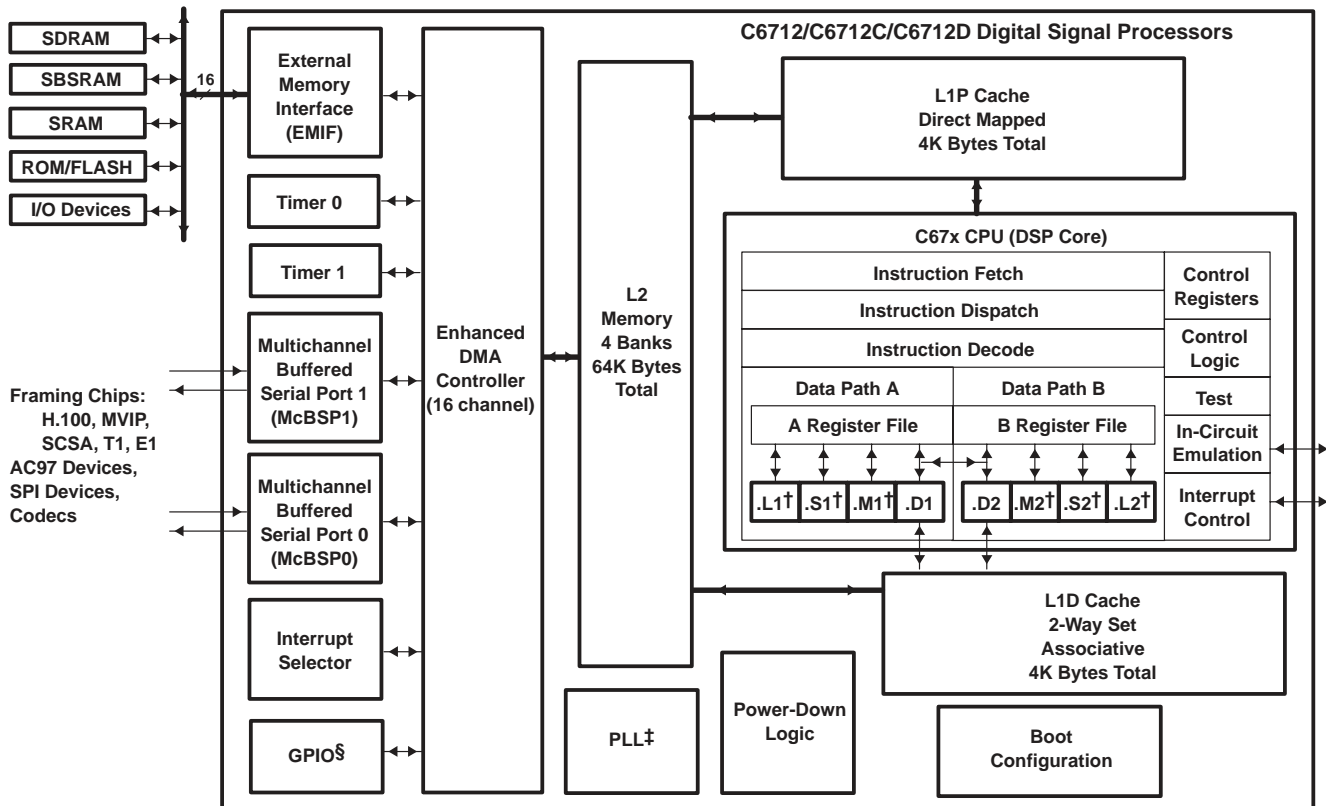 C6712/C6712C/C6712D Digital Signal Processors
SDRAM
SBSRAM
SRAM
ROM/FLASH
I/O Devices
16
External
Memory
Interface
(EMIF)
Timer 0
Timer 1
Multichannel
Buffered
Serial Port 1
(McBSP1)
Framing Chips:
H.100, MVIP,
SCSA, T1, E1
AC97 Devices,
SPI Devices,
Codecs
Multichannel
Buffered
Serial Port 0
(McBSP0)
Interrupt
Selector
GPIO§
Enhanced
DMA
Controller
(16 channel)
L2
Memory
4 Banks
64K Bytes
Total
PLL‡
Power-Down
Logic
Boot
Configuration
L1P Cache
Direct Mapped
4K Bytes Total
C67x CPU (DSP Core)
Instruction Fetch
Instruction Dispatch
Instruction Decode
Data Path A
Data Path B
A Register File
B Register File
.L1†
.S1†
.M1†
.D1
.D2
.M2†
.S2†
.L2†
Control
Registers
Control
Logic
Test
In-Circuit
Emulation
Interrupt
Control
L1D Cache
2-Way Set
Associative
4K Bytes Total